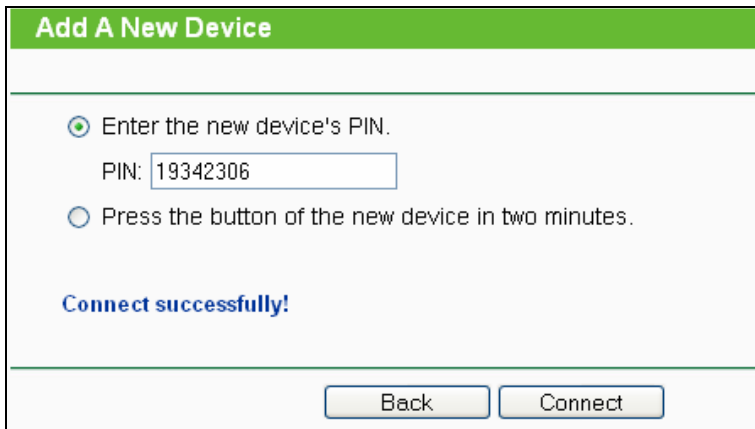 Add A New Device
Enter the new device's PIN.
PIN: 19342306
Press the button of the new device in two minutes.
Connect successfully!
Back Connect